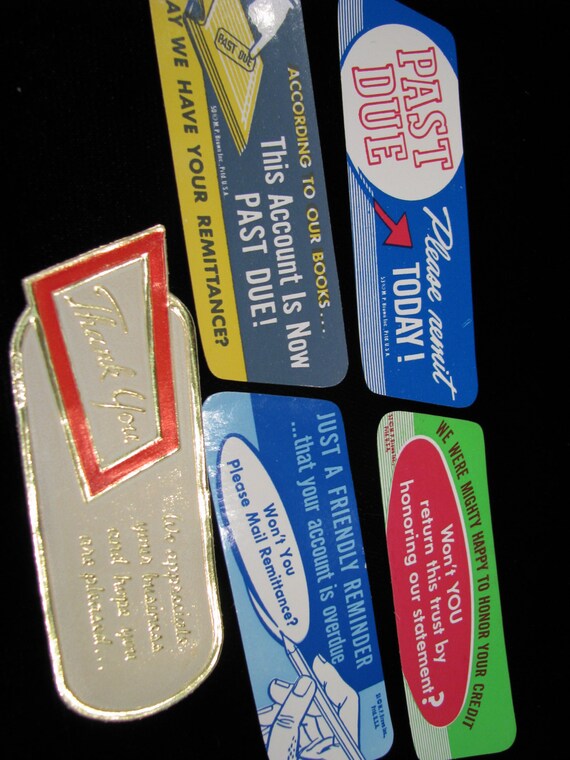 PAST DUE
ACCORDING TO OUR BOOKS...
This Account Is Now
PAST DUE!
AY WE HAVE YOUR REMITTANCE?
PAST
DUE
Please remit
TODAY!
Thank You
We appreciate
your business
and hope you
are pleased...
JUST A FRIENDLY REMINDER
...that your account is overdue
Won't You
Please Mail Remittance?
WE WERE MIGHTY HAPPY TO HONOR YOUR CREDIT
Won't YOU
return this trust by
honoring our statement?